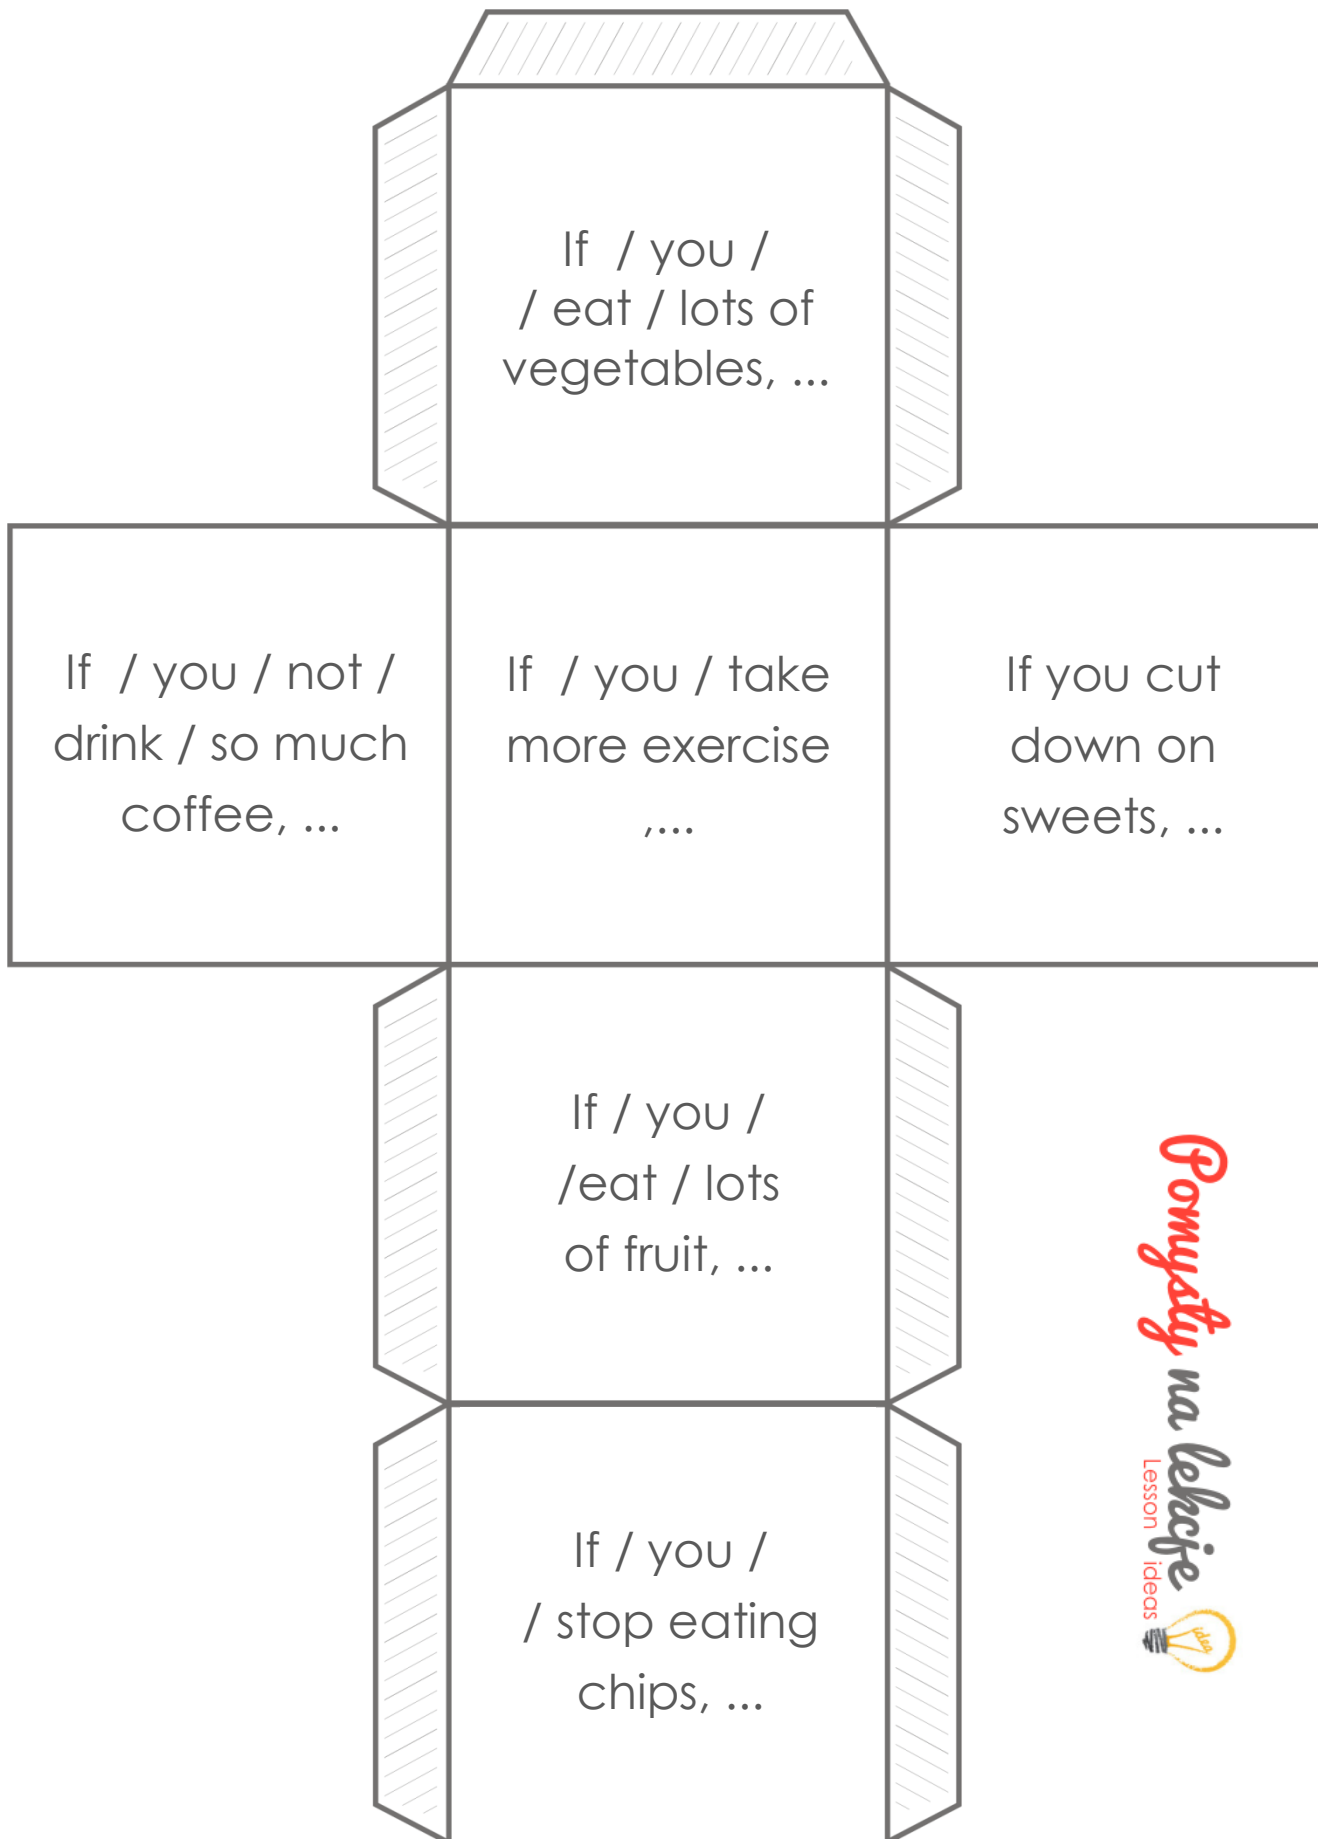 If / you /
/ eat / lots of
vegetables, ...
If / you / not /
drink / so much
coffee, ...
If / you / take
more exercise
,...
If you cut
down on
sweets, ...
If / you /
/eat / lots
of fruit, ...
If / you /
/ stop eating
chips, ...
Pomysły na lekcje
Lesson ideas
idea